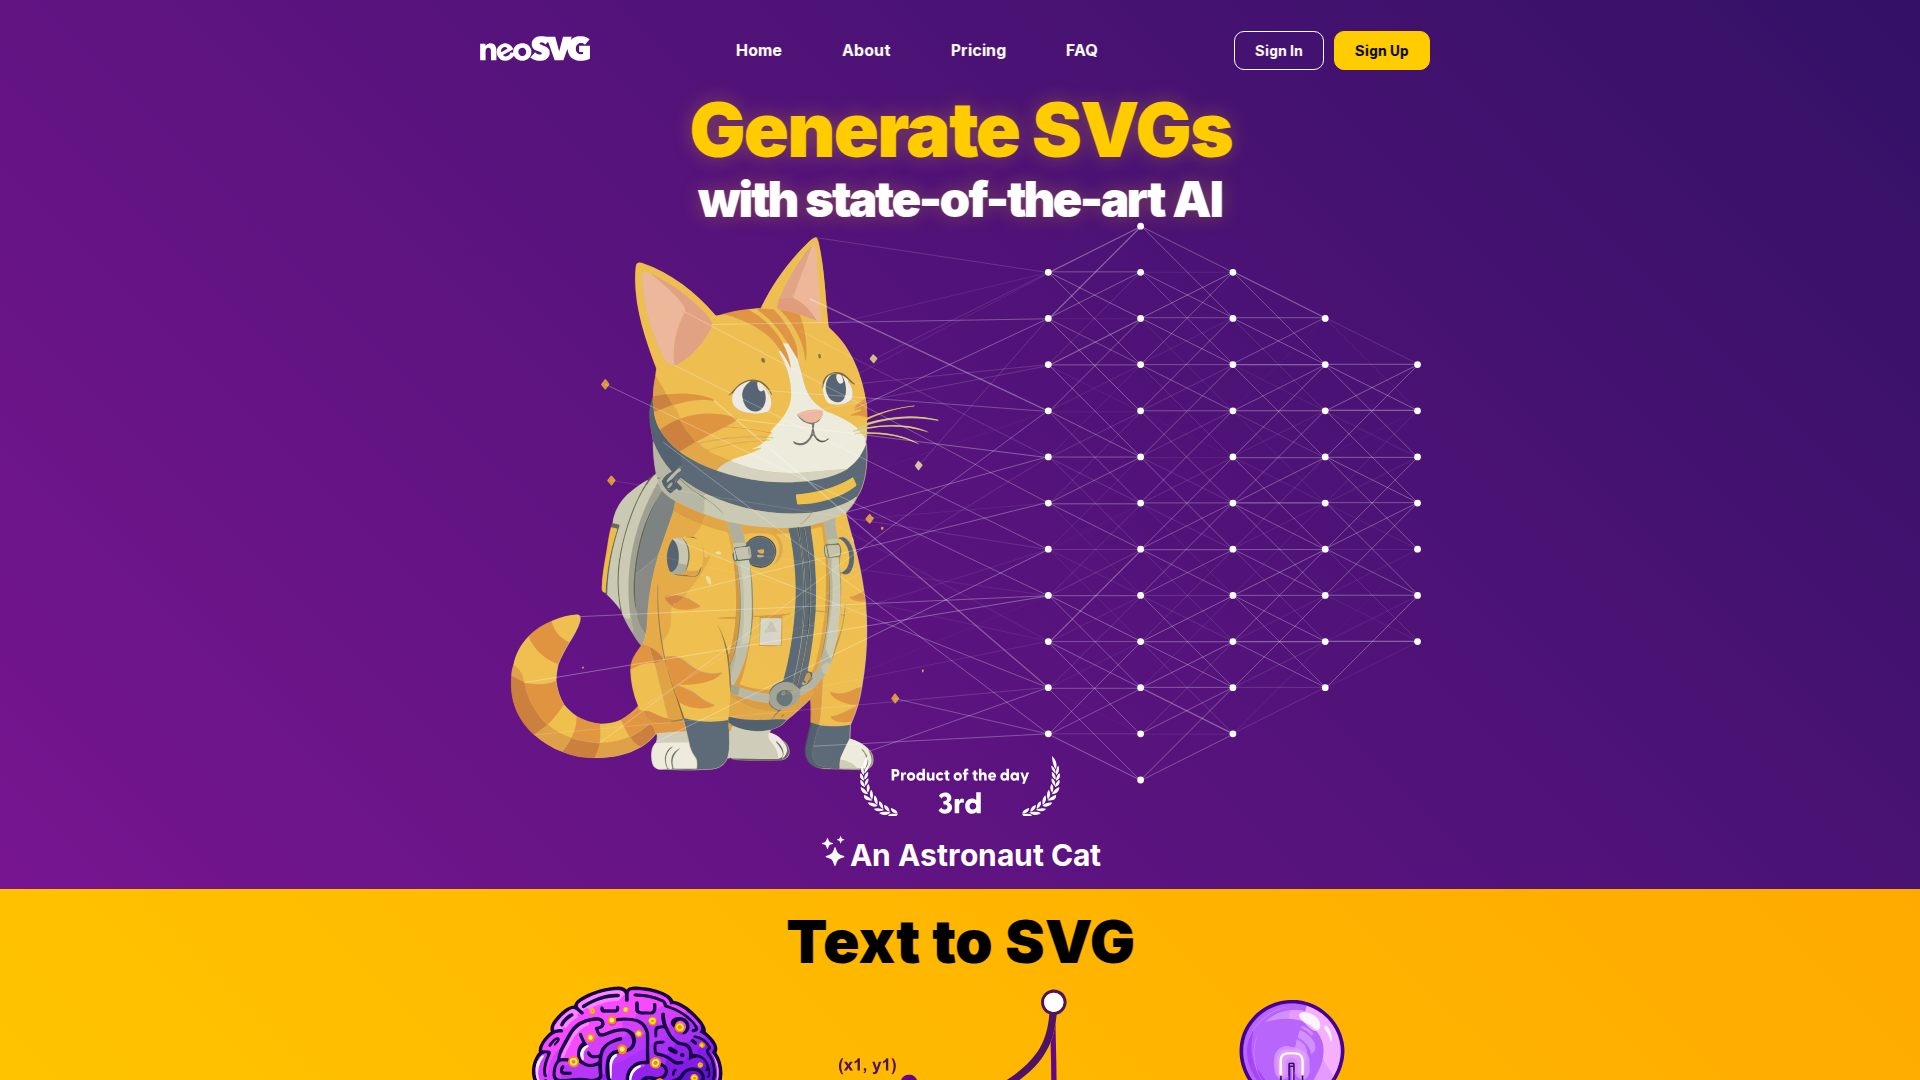 neoSVG
Home
About
Pricing
FAQ
Sign In
Sign Up
Generate SVGs
with state-of-the-art AI
Product of the day
3rd
An Astronaut Cat
Text to SVG
(x1, y1)